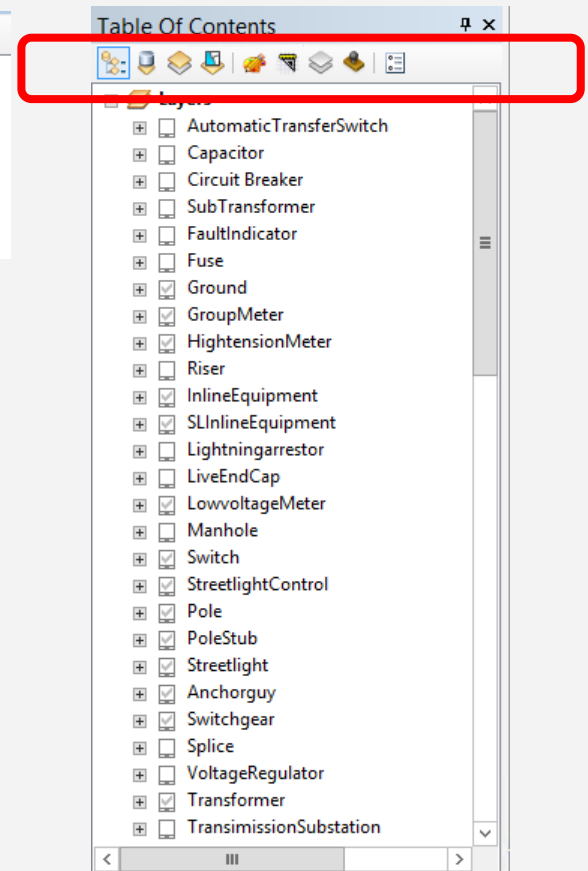 Table Of Contents
Layers
AutomaticTransferSwitch
Capacitor
Circuit Breaker
SubTransformer
FaultIndicator
Fuse
Ground
GroupMeter
HightensionMeter
Riser
InlineEquipment
SLInlineEquipment
Lightningarrestor
LiveEndCap
LowvoltageMeter
Manhole
Switch
StreetlightControl
Pole
PoleStub
Streetlight
Anchorguy
Switchgear
Splice
VoltageRegulator
Transformer
TransimissionSubstation